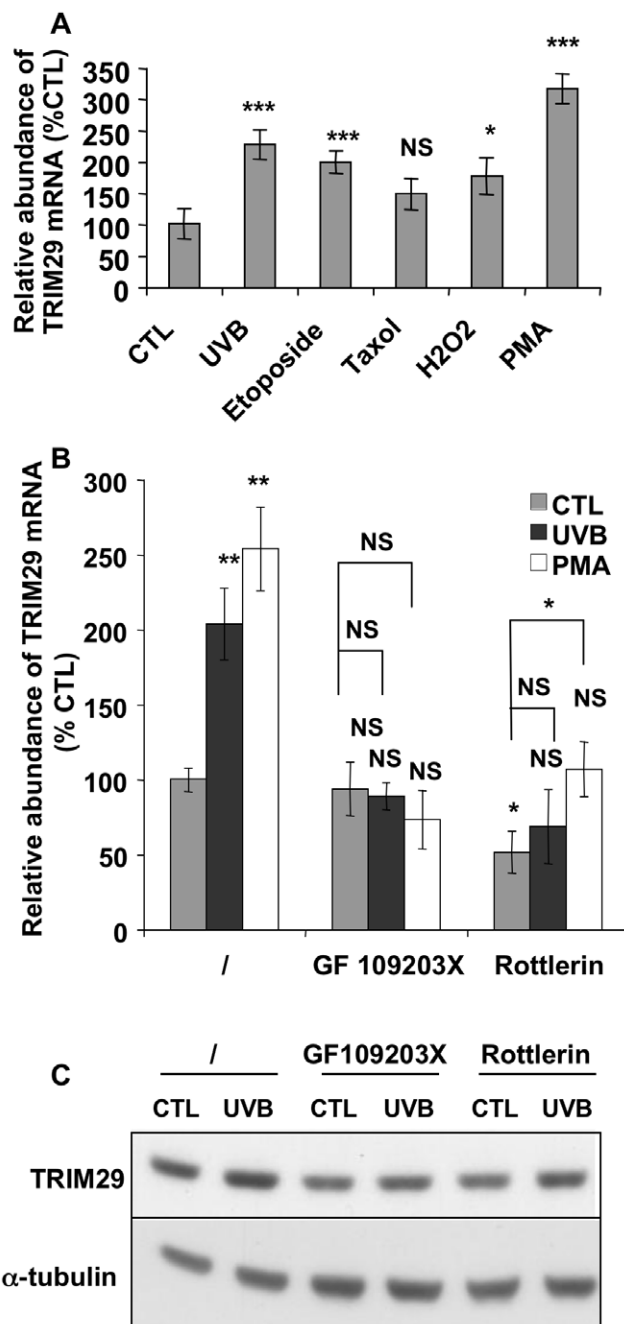 A
Relative abundance of
TRIM29 mRNA (%CTL)
350
300
250
200
150
100
50
0
***
***
NS
*
***
CTL
UVB
Etoposide
Taxol
H2O2
PMA
B
Relative abundance of TRIM29 mRNA
(% CTL)
300
250
200
150
100
50
0
CTL
UVB
PMA
**
**
NS
NS
NS
NS
NS
*
NS
NS
NS
*
/
GF 109203X
Rottlerin
C
/
GF109203X
Rottlerin
CTL UVB CTL UVB CTL UVB
TRIM29
α-tubulin